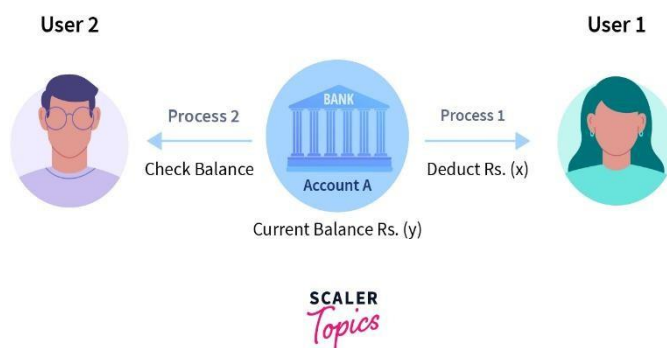 User 2
User 1
BANK
Process 2
Process 1
Check Balance
Deduct Rs. (x)
Account A
Current Balance Rs. (y)
SCALER
Topics